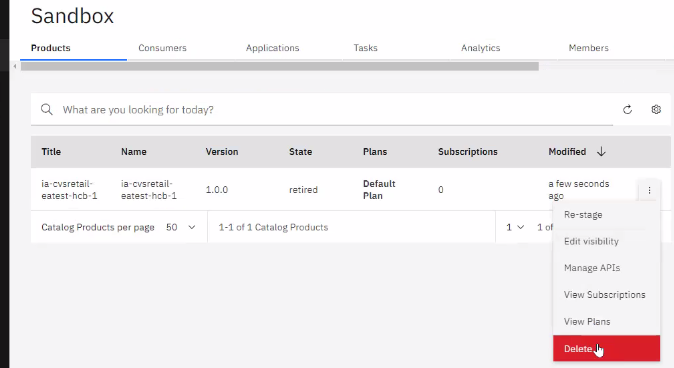 Sandbox
Products Consumers Applications Tasks Analytics Members
What are you looking for today?
Title Name Version State Plans Subscriptions Modified
ia-cvsretail- ia-cvsretail- Default a few seconds
eatest-hcb-1 eatest-hcb-1 1.0.0 retired Plan 0 ago
Re-stage
Catalog Products per page 50 1-1 of 1 Catalog Products 1 1 of
Edit visibility
Manage APIs
View Subscriptions
View Plans
Delete